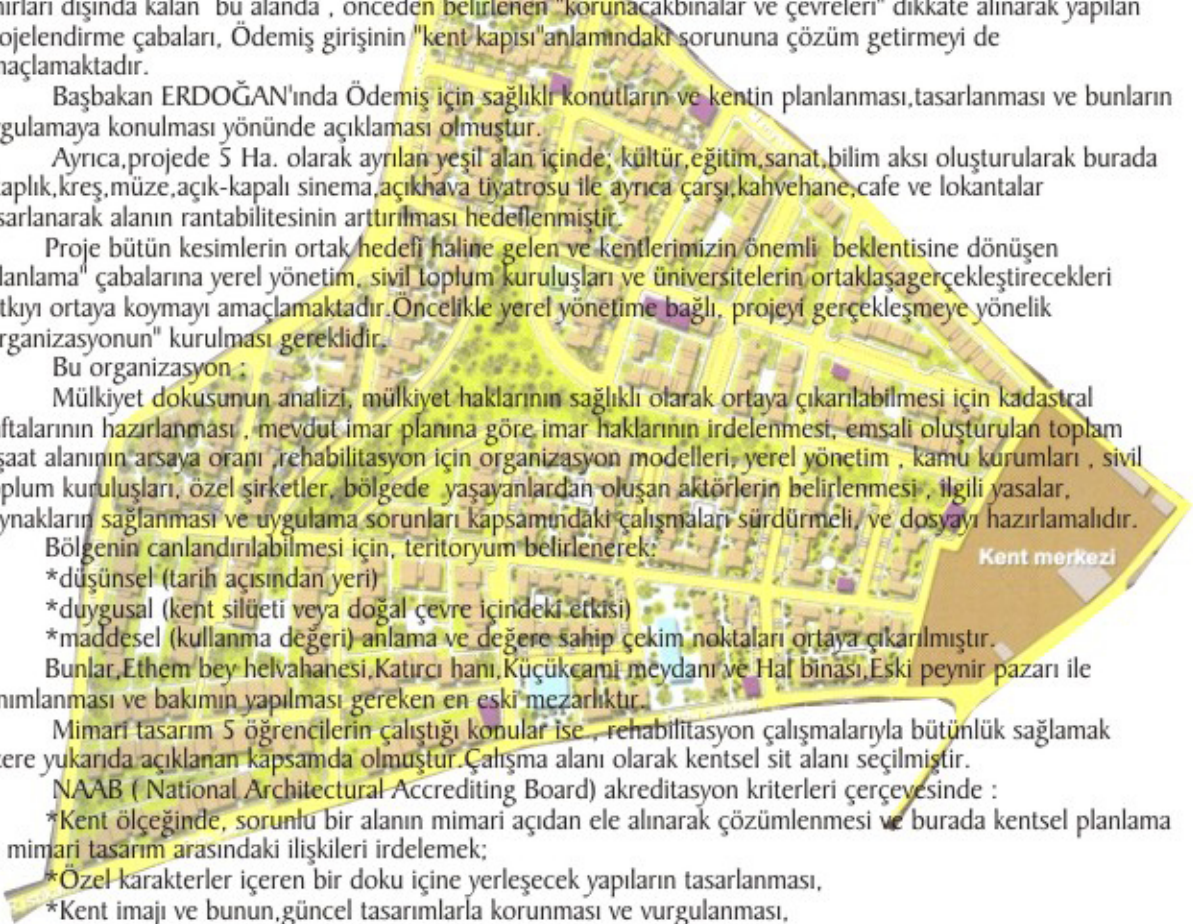 dışında kalan bu alanda , önceden belirlenen "korunacakbinalar ve çevreleri" dikkate alınarak yapılan
ojelendirme çabaları, Ödemiş girişinin "kent kapısı"anlamındaki sorununa çözüm getirmeyi de
maçlamaktadır.
Başbakan ERDOĞAN'ında Ödemiş için sağlıklı konutların ve kentin planlanması,tasarlanması ve bunların
gulamaya konulması yönünde açıklaması olmuştur.
Ayrıca,projede 5 Ha. olarak ayrılan yeşil alan içinde; kültür,eğitim,sanat,bilim aksı oluşturularak burada
aplık,kreş,müze,açık-kapalı sinema,açıkhava tiyatrosu ile ayrıca çarşı,kahvehane,cafe ve lokantalar
sarlanarak alanın rantabilitesinin arttırılması hedeflenmiştir.
Proje bütün kesimlerin ortak hedefi haline gelen ve kentlerimizin önemli beklentisine dönüşen
lanlama" çabalarına yerel yönetim, sivil toplum kuruluşları ve üniversitelerin ortaklaşagerçekleştirecekleri
tkıyı ortaya koymayı amaçlamaktadır.Öncelikle yerel yönetime bağlı, projeyi gerçekleşmeye yönelik
rganizasyonun" kurulması gereklidir.
Bu organizasyon :
Mülkiyet dokusunun analizi, mülkiyet haklarının sağlıklı olarak ortaya çıkarılabilmesi için kadastral
ftalarının hazırlanması , mevdut imar planına göre imar haklarının irdelenmesi, emsali oluşturulan toplam
şaat alanının arsaya oranı ,rehabilitasyon için organizasyon modelleri, yerel yönetim , kamu kurumları , sivil
plum kuruluşları, özel şirketler, bölgede yaşayanlardan oluşan aktörlerin belirlenmesi , ilgili yasalar,
ynakların sağlanması ve uygulama sorunları kapsamındaki çalışmaları sürdürmeli, ve dosyayı hazırlamalıdır.
Bölgenin canlandırılabilmesi için, teritoryum belirlenerek;
*düşünsel (tarih açısından yeri)
*duygusal (kent silüeti veya doğal çevre içindeki etkisi)
*maddesel (kullanma değeri) anlama ve değere sahip çekim noktaları ortaya çıkarılmıştır.
Kent merkezi
Bunlar,Ethem bey helvahanesi,Katırcı hanı,Küçükcami meydanı ve Hal binası,Eski peynir pazarı ile
nımlanması ve bakımın yapılması gereken en eski mezarlıktır.
Mimari tasarım 5 öğrencilerin çalıştığı konular ise , rehabilitasyon çalışmalarıyla bütünlük sağlamak
ere yukarıda açıklanan kapsamda olmuştur.Çalışma alanı olarak kentsel sit alanı seçilmiştir.
NAAB ( National Architectural Accrediting Board) akreditasyon kriterleri çerçevesinde :
*Kent ölçeğinde, sorunlu bir alanın mimari açıdan ele alınarak çözümlenmesi ve burada kentsel planlama
mimari tasarım arasındaki ilişkileri irdelemek;
*Özel karakterler içeren bir doku içine yerleşecek yapıların tasarlanması,
*Kent imajı ve bunun,güncel tasarımlarla korunması ve vurgulanması,